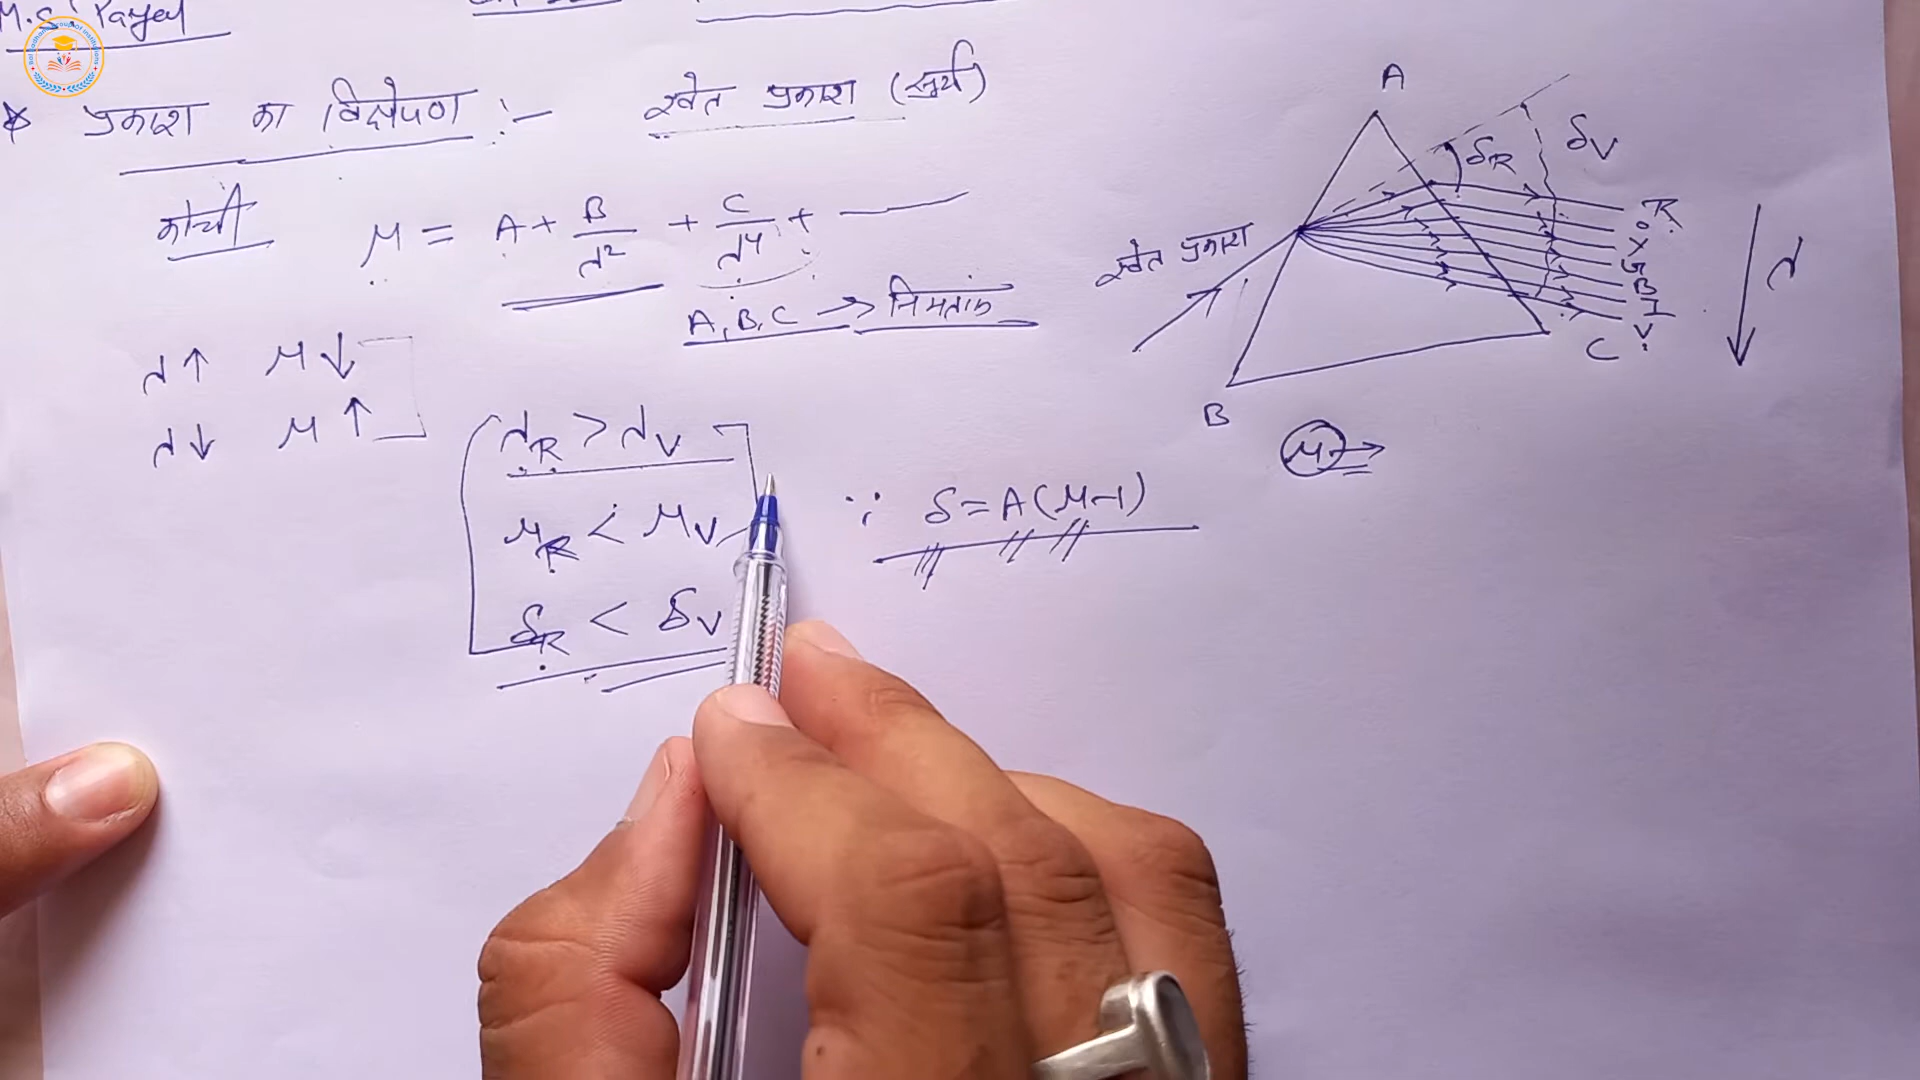 M.S. Payal
★ प्रकाश का विक्षेपण :- श्वेत प्रकाश (सूर्य)
कोशी μ = A + B/λ² + C/λ⁴ + ——
A, B, C → नियतांक
λ↑ μ↓
λ↓ μ↑
λR > λV
μR < μV
δR < δV
∵ δ = A(μ-1)
A
δR
δV
श्वेत प्रकाश
R
O
Y
G
B
I
V
λ
B
C
μ →